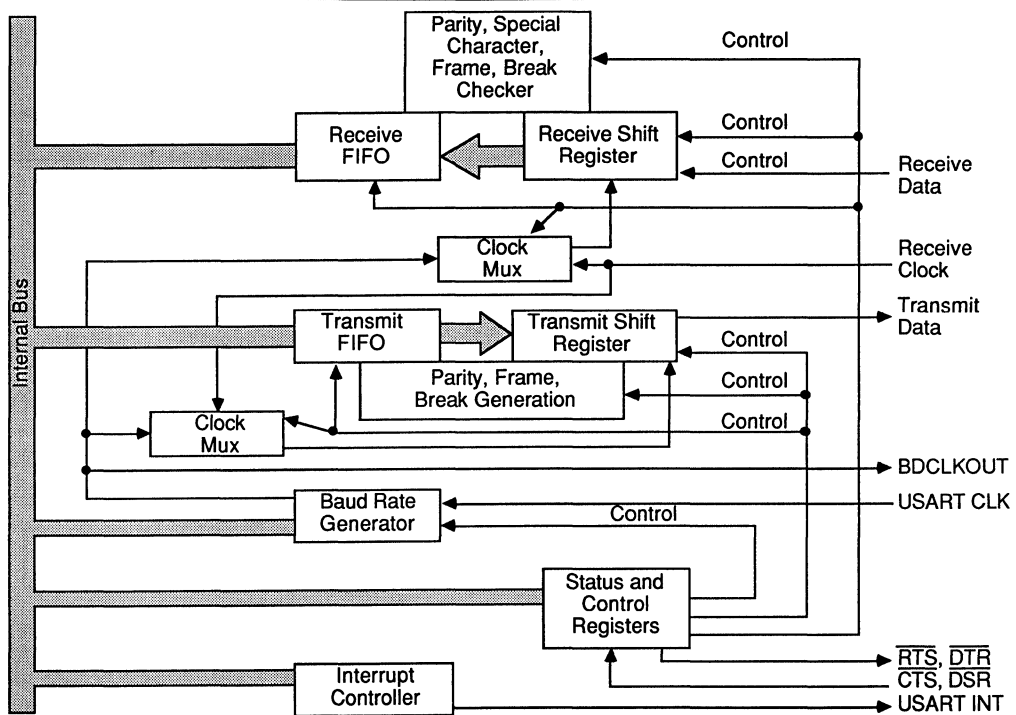 Parity, Special
Character,
Frame, Break
Checker
Control
Receive
FIFO
Receive Shift
Register
Control
Control
Receive
Data
Clock
Mux
Receive
Clock
Internal Bus
Transmit
FIFO
Transmit Shift
Register
Transmit
Data
Control
Parity, Frame,
Break Generation
Control
Clock
Mux
Control
BDCLKOUT
Baud Rate
Generator
USART CLK
Control
Status and
Control
Registers
RTS, DTR
CTS, DSR
Interrupt
Controller
USART INT